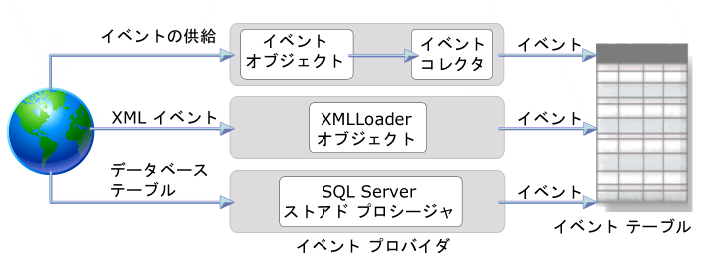 イベントの供給
イベント
オブジェクト
イベント
コレクタ
イベント
XML イベント
XMLLoader
オブジェクト
イベント
データベース
テーブル
SQL Server
ストアド プロシージャ
イベント
イベント プロバイダ
イベント テーブル